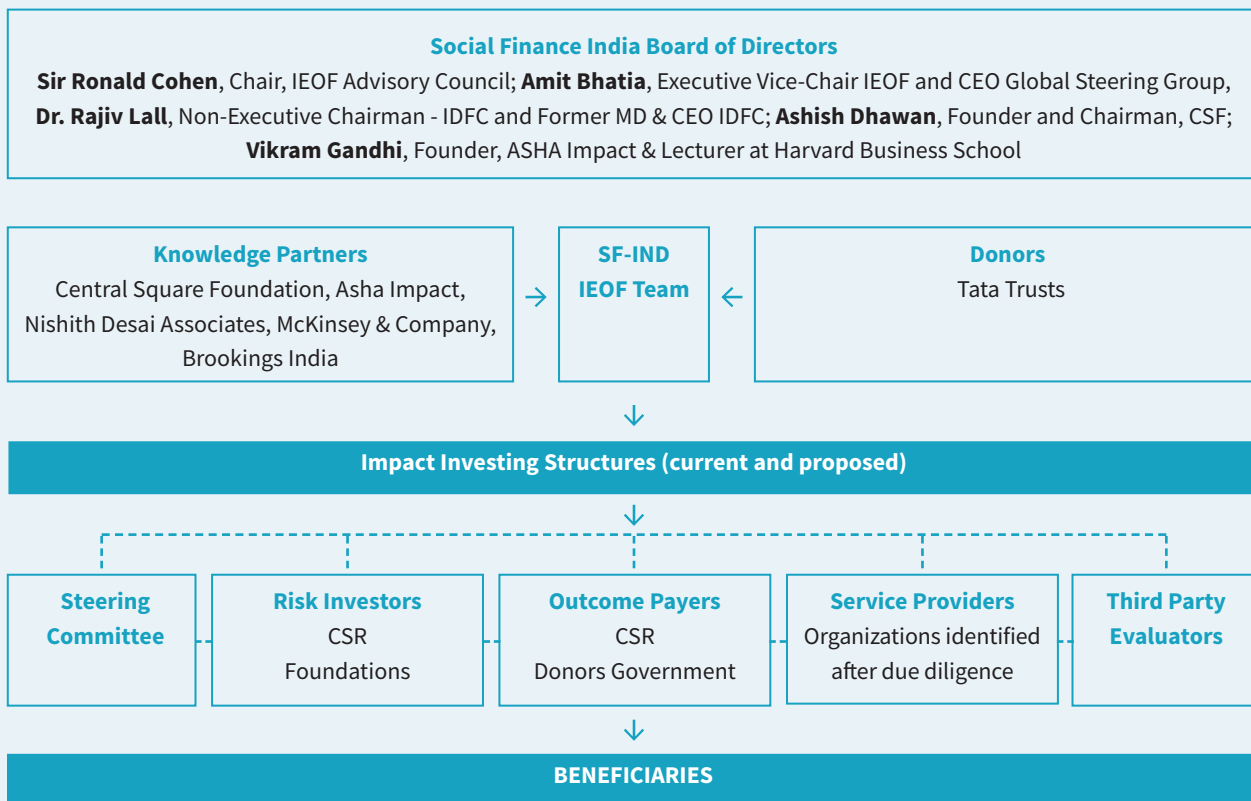 Social Finance India Board of Directors
Sir Ronald Cohen, Chair, IEOF Advisory Council; Amit Bhatia, Executive Vice-Chair IEOF and CEO Global Steering Group,
Dr. Rajiv Lall, Non-Executive Chairman - IDFC and Former MD & CEO IDFC; Ashish Dhawan, Founder and Chairman, CSF;
Vikram Gandhi, Founder, ASHA Impact & Lecturer at Harvard Business School
Knowledge Partners
Central Square Foundation, Asha Impact,
Nishith Desai Associates, McKinsey & Company,
Brookings India
SF-IND
IEOF Team
Donors
Tata Trusts
Impact Investing Structures (current and proposed)
Steering
Committee
Risk Investors
CSR
Foundations
Outcome Payers
CSR
Donors Government
Service Providers
Organizations identified
after due diligence
Third Party
Evaluators
BENEFICIARIES